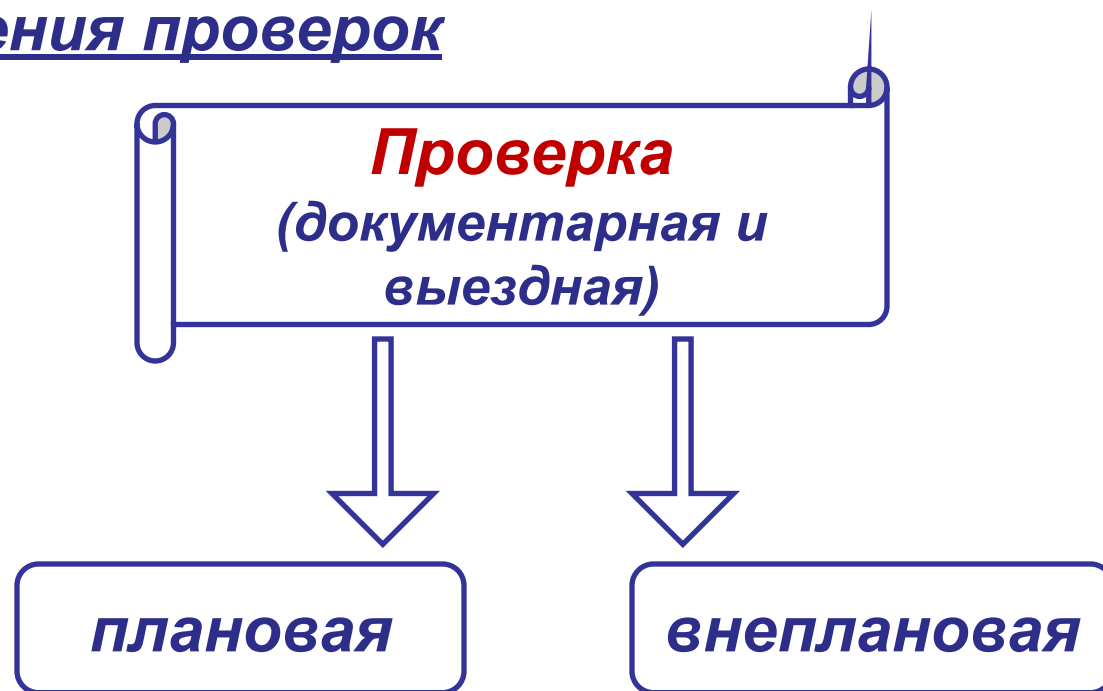 ения проверок
Проверка
(документарная и
выездная)
плановая
внеплановая